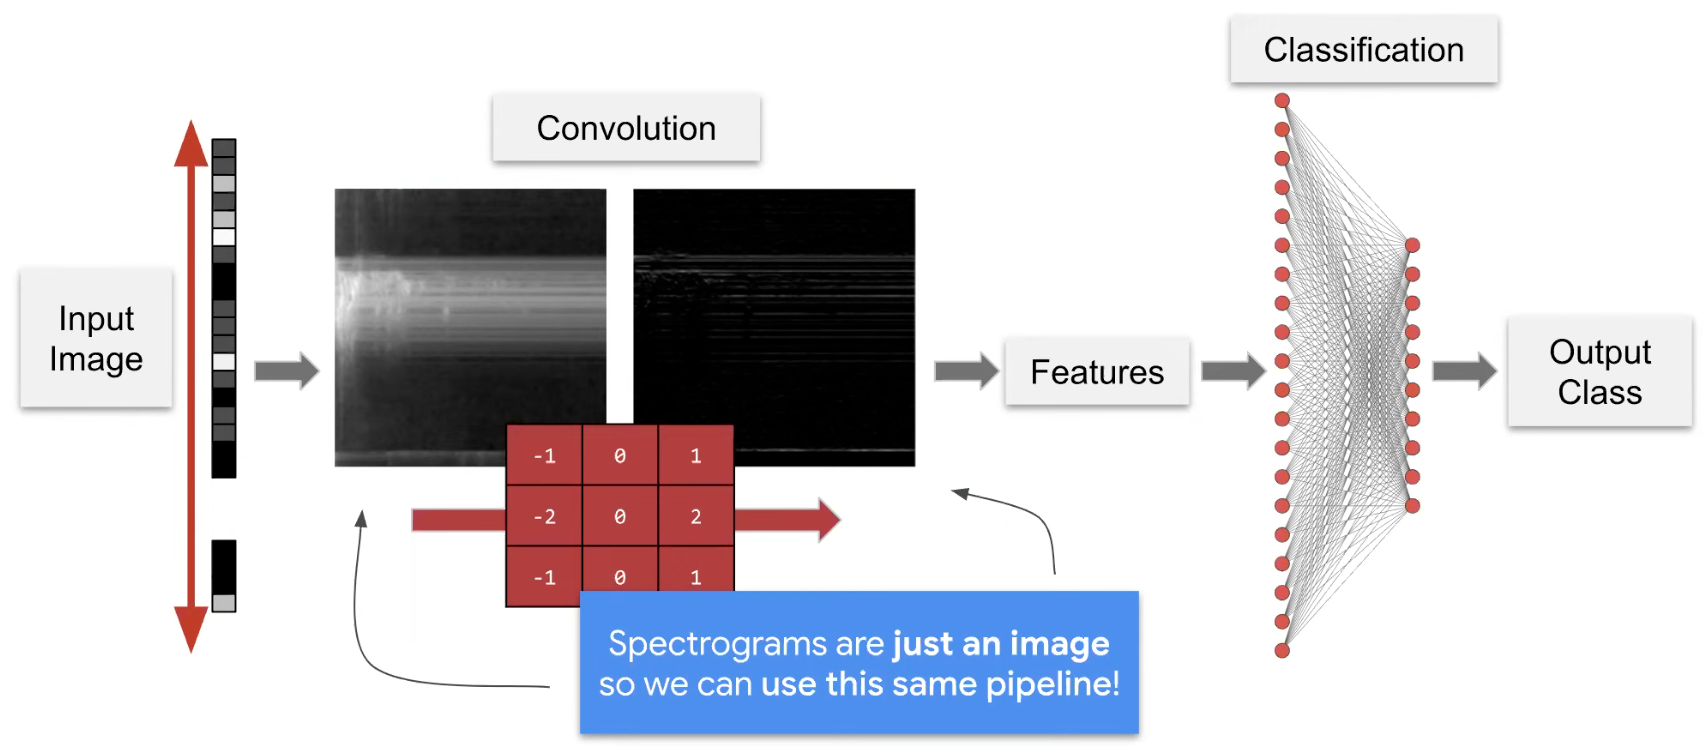 Classification
Convolution
Input
Image
Features
Output
Class
-1 0 1
-2 0 2
-1 0 1
Spectrograms are just an image
so we can use this same pipeline!